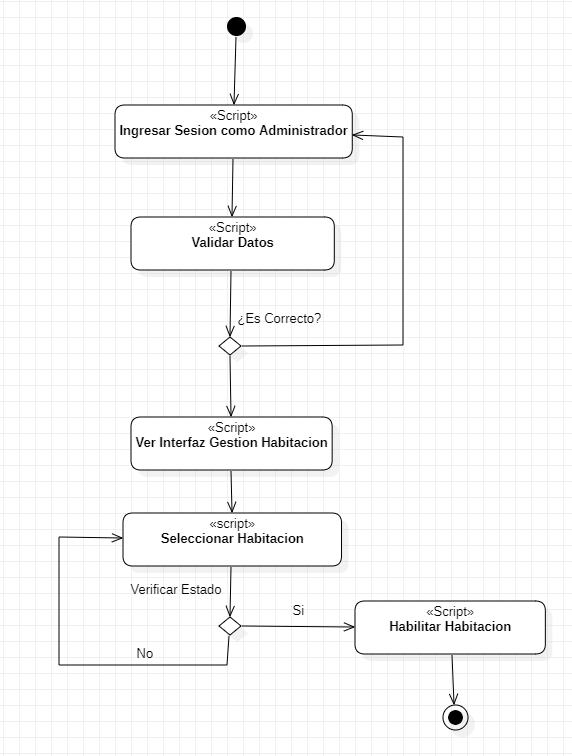 «Script»
Ingresar Sesion como Administrador
«Script»
Validar Datos
¿Es Correcto?
«Script»
Ver Interfaz Gestion Habitacion
«script»
Seleccionar Habitacion
Verificar Estado
Si
«Script»
Habilitar Habitacion
No